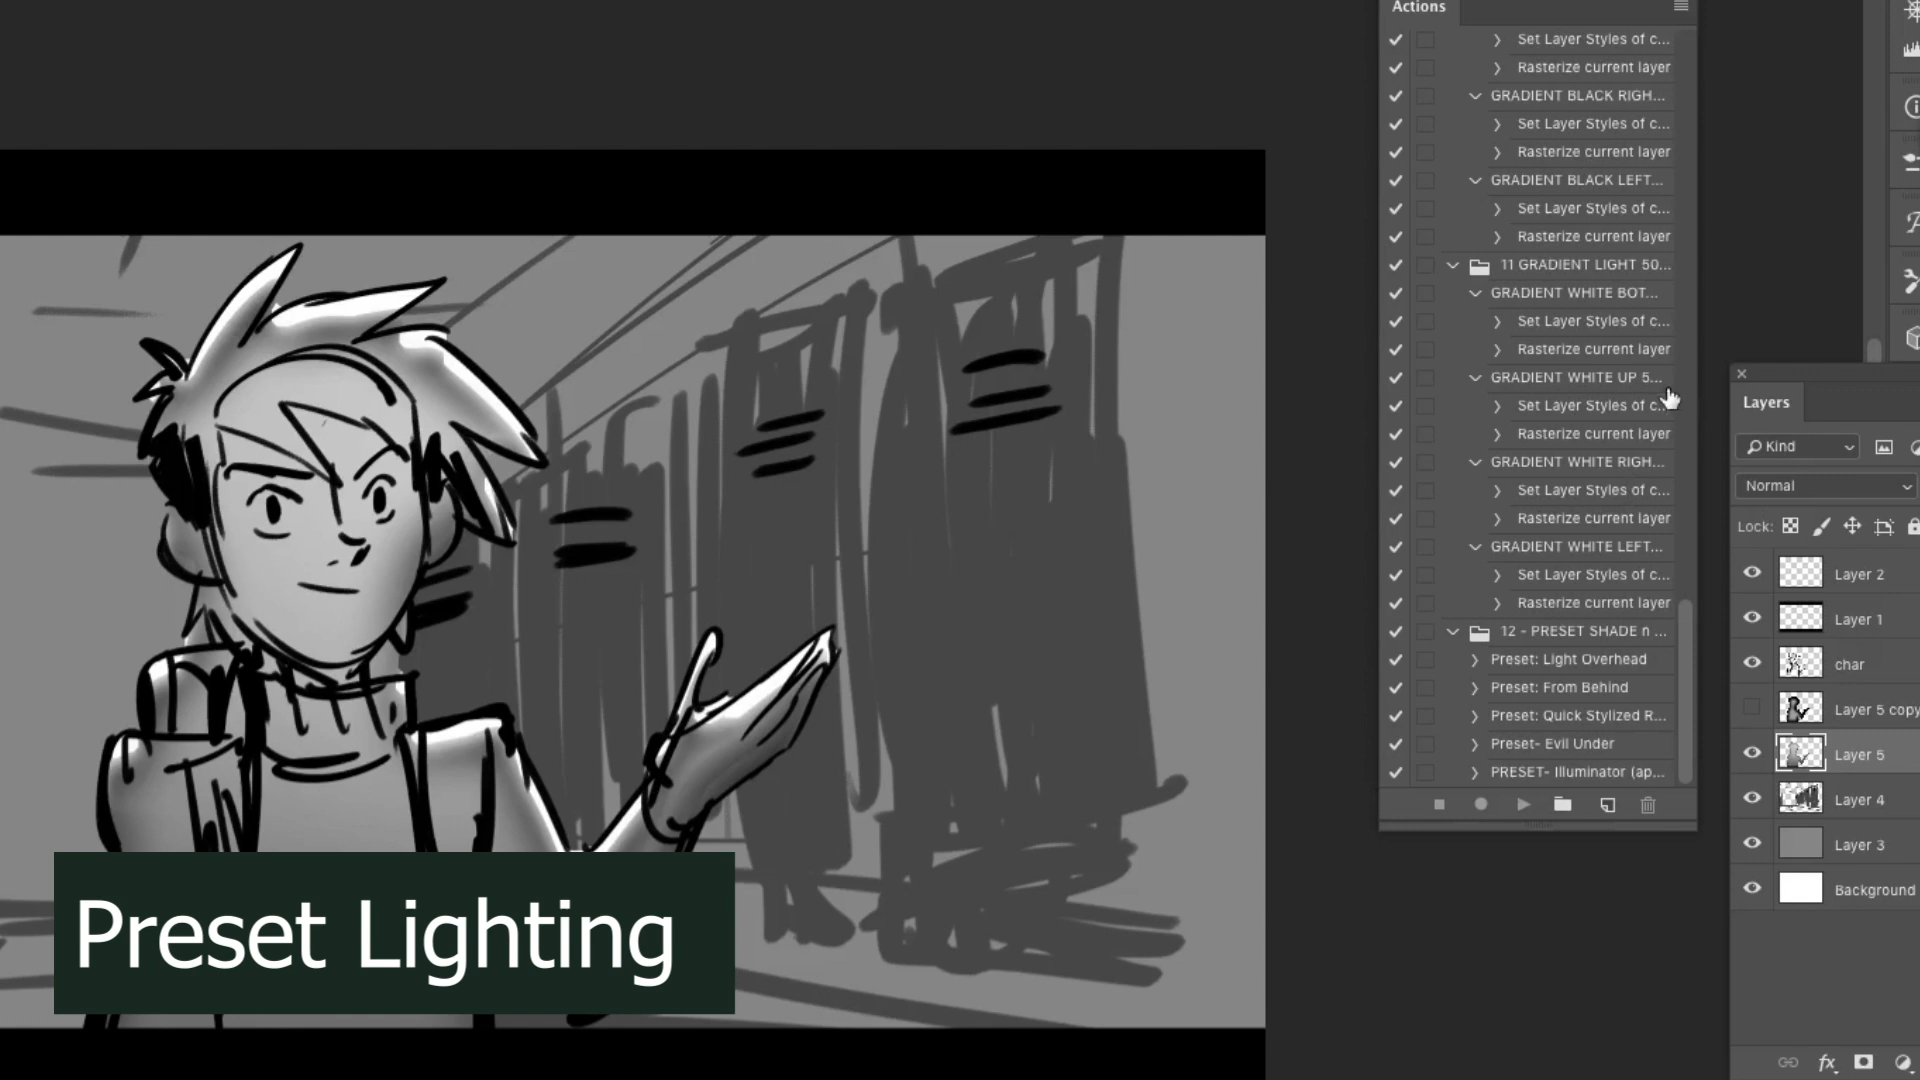 Actions
Set Layer Styles of c...
Rasterize current layer
GRADIENT BLACK RIGH...
Set Layer Styles of c...
Rasterize current layer
GRADIENT BLACK LEFT...
Set Layer Styles of c...
Rasterize current layer
11 GRADIENT LIGHT 50...
GRADIENT WHITE BOT...
Set Layer Styles of c...
Rasterize current layer
GRADIENT WHITE UP 5...
Set Layer Styles of c...
Rasterize current layer
GRADIENT WHITE RIGH...
Set Layer Styles of c...
Rasterize current layer
GRADIENT WHITE LEFT...
Set Layer Styles of c...
Rasterize current layer
12 - PRESET SHADE n ...
Preset: Light Overhead
Preset: From Behind
Preset: Quick Stylized R...
Preset- Evil Under
PRESET- Illuminator (ap...
Layers
Kind
Normal
Lock:
Layer 2
Layer 1
char
Layer 5 copy
Layer 5
Layer 4
Layer 3
Background
fx
Preset Lighting